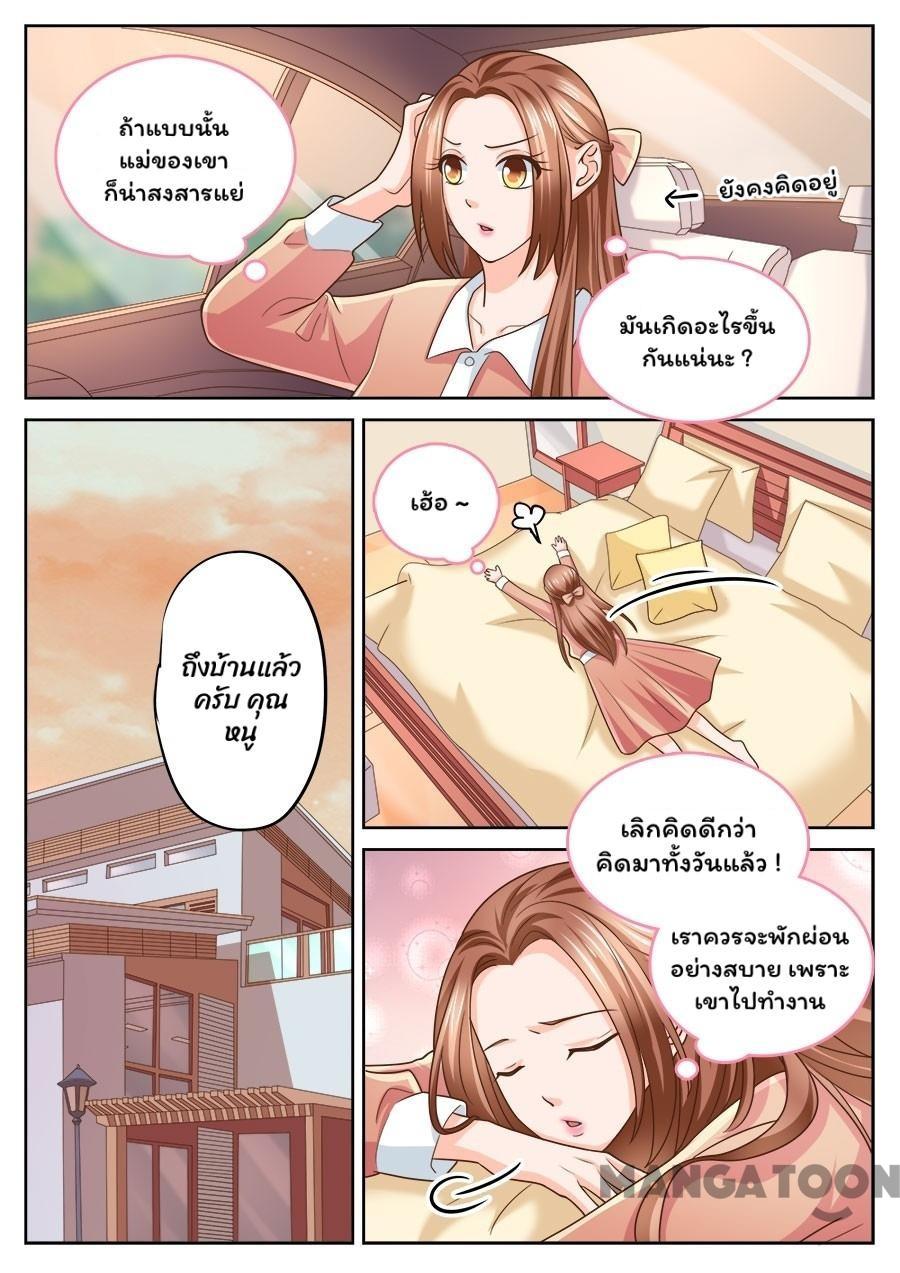 ถ้าแบบนั้น
แม่ของเขา
ก็น่าสงสารแย่
ยังคงคิดอยู่
มันเกิดอะไรขึ้น
กันแน่นะ ?
ถึงบ้านแล้ว
ครับ คุณ
หนู
เฮ้อ ~
เลิกคิดดีกว่า
คิดมาทั้งวันแล้ว !
เราควรจะพักผ่อน
อย่างสบาย เพราะ
เขาไปทำงาน
MANGATOON